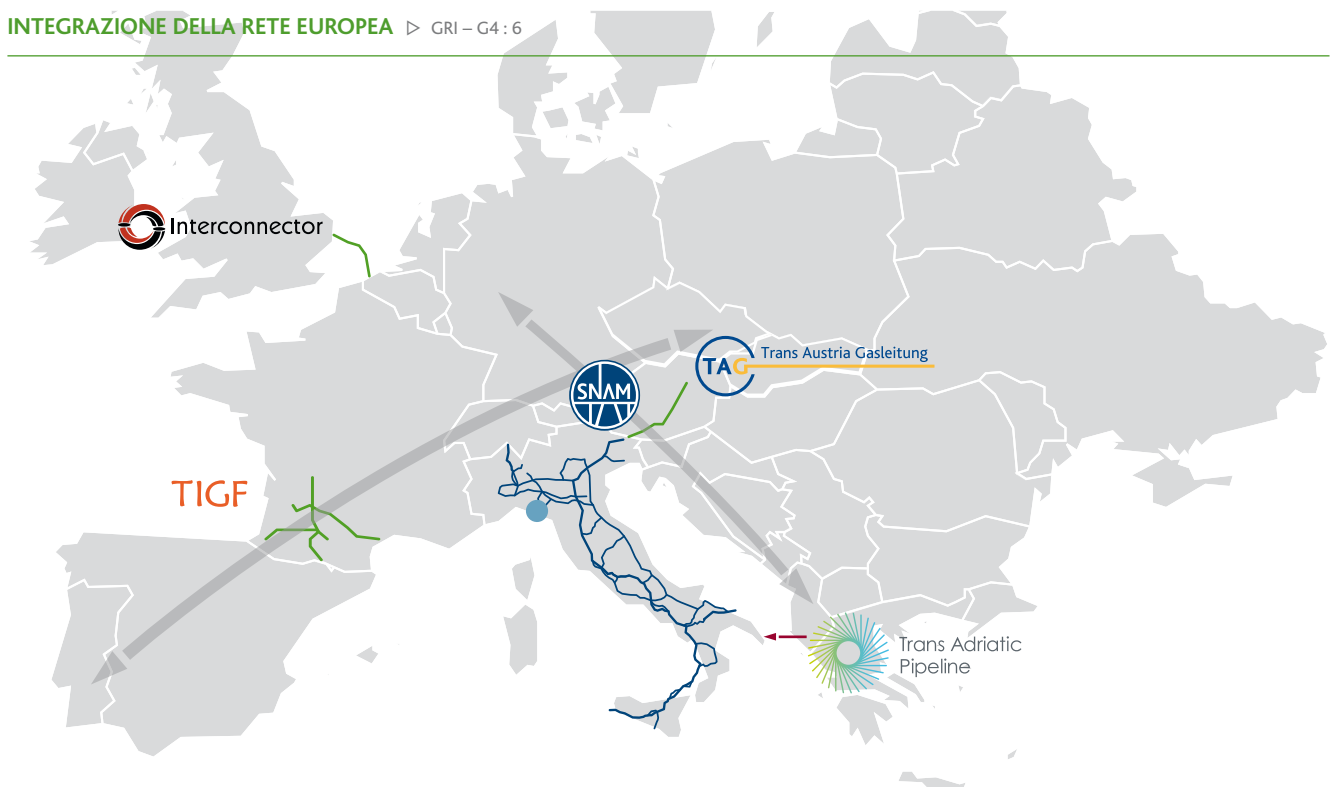 INTEGRAZIONE DELLA RETE EUROPEA ▷ GRI – G4 : 6
Interconnector
TAG Trans Austria Gasleitung
SNAM
TIGF
Trans Adriatic
Pipeline